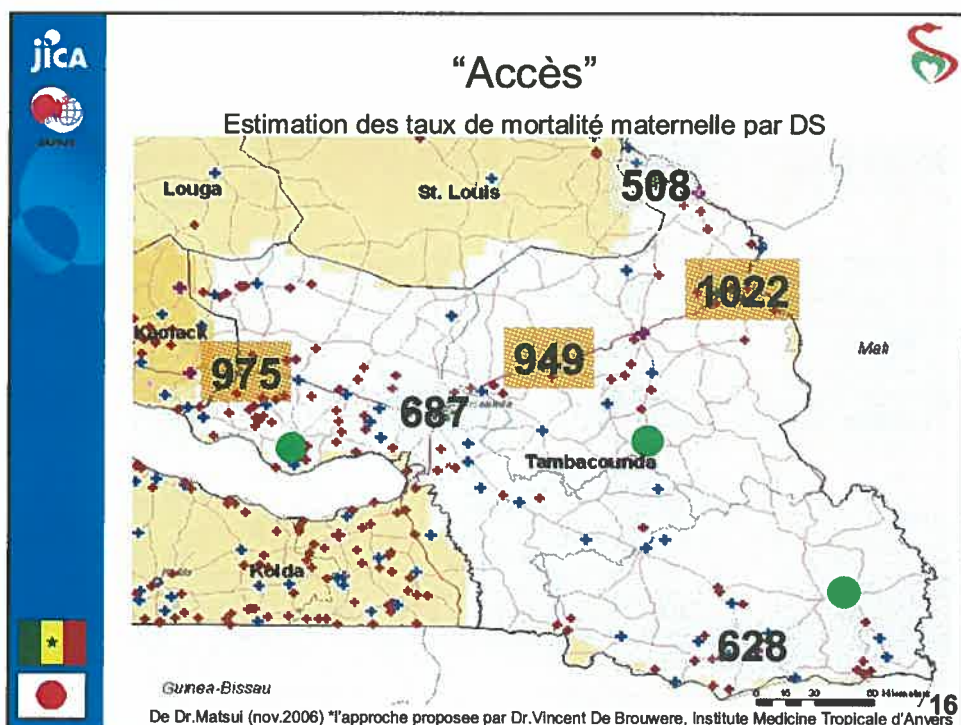 jICA
“Accès”
Estimation des taux de mortalité maternelle par DS
Louga
St. Louis
508
1022
Kaolack
Mali
975
949
687
Tambacounda
Kolda
628
Guinea-Bissau
16
De Dr.Matsui (nov.2006) *l'approche proposee par Dr.Vincent De Brouwere, Institute Medicine Tropicale d'Anvers